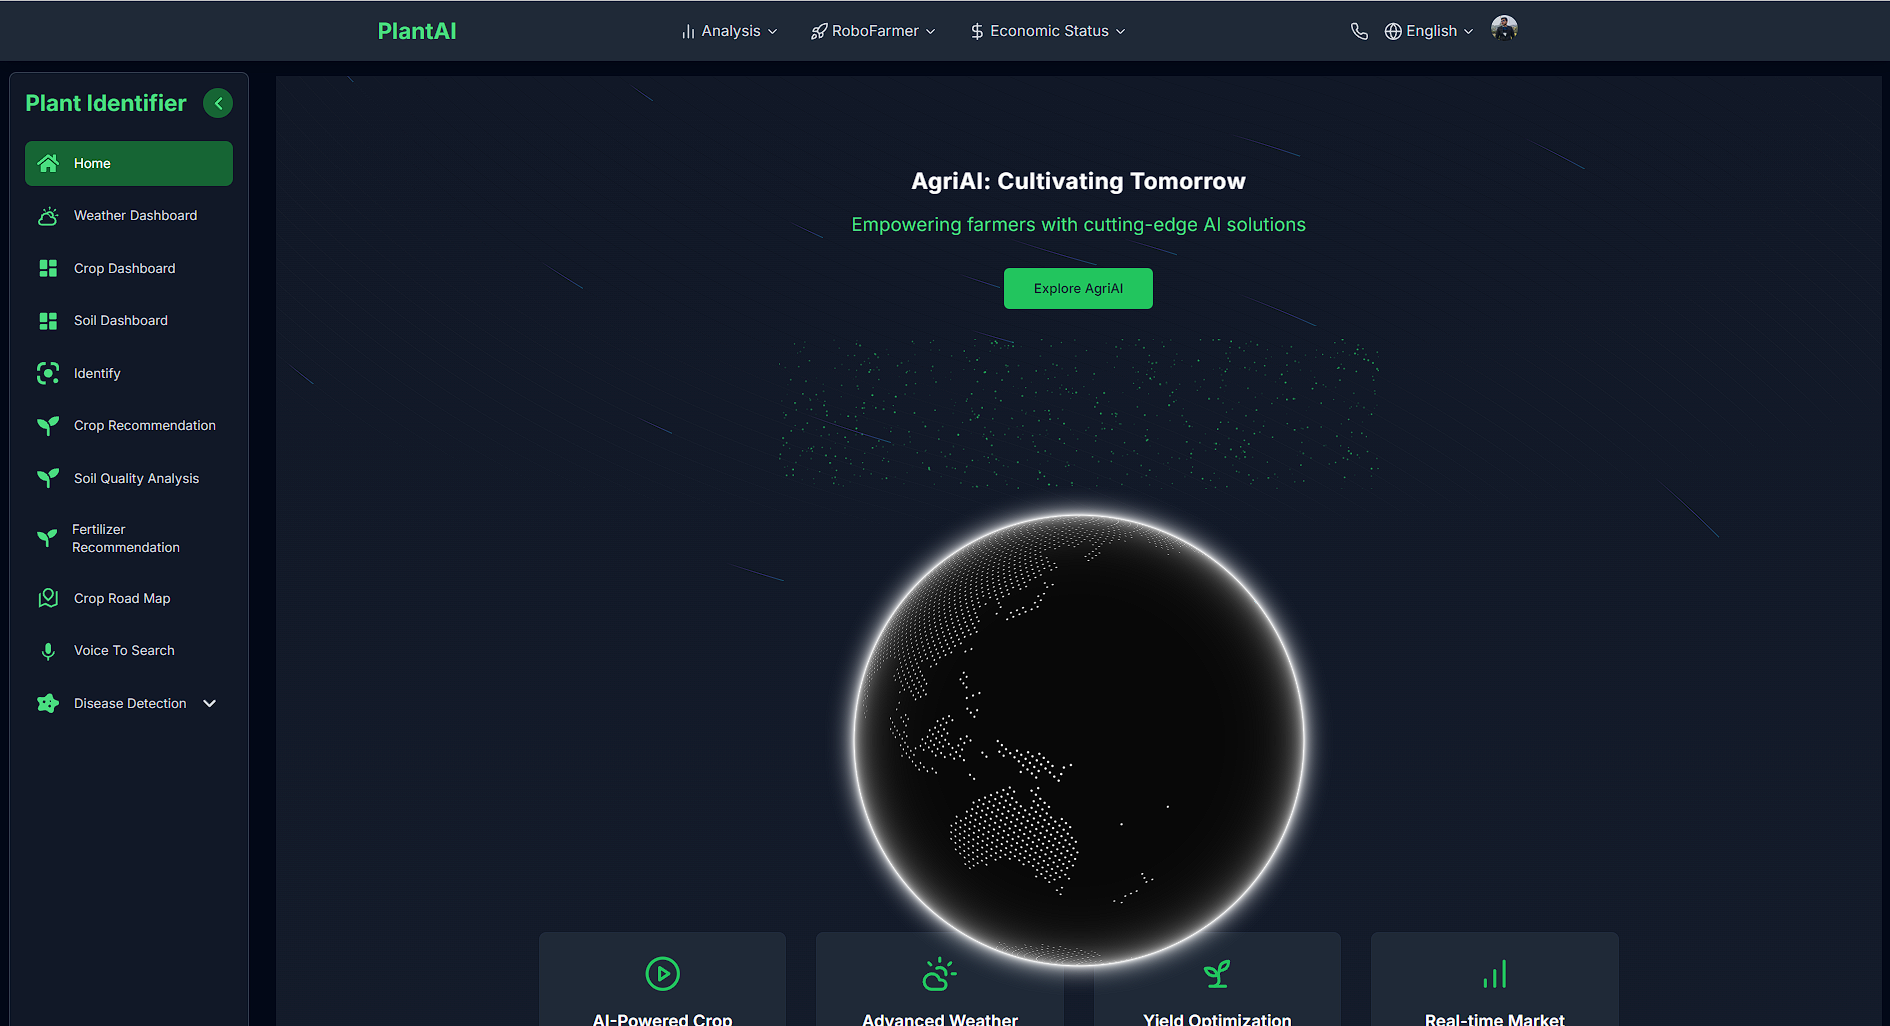 PlantAI
Analysis
RoboFarmer
Economic Status
English
Plant Identifier
Home
Weather Dashboard
Crop Dashboard
Soil Dashboard
Identify
Crop Recommendation
Soil Quality Analysis
Fertilizer
Recommendation
Crop Road Map
Voice To Search
Disease Detection
AgriAI: Cultivating Tomorrow
Empowering farmers with cutting-edge AI solutions
Explore AgriAI
AI-Powered Crop
Advanced Weather
Yield Optimization
Real-time Market